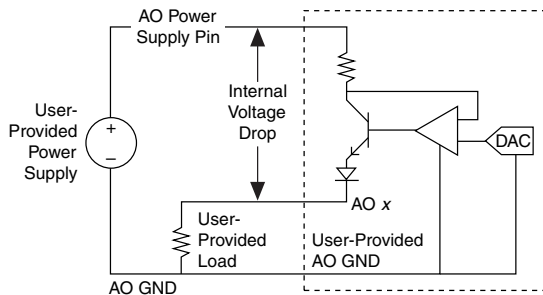 AO Power
Supply Pin
User-
Provided
Power
Supply
+
–
Internal
Voltage
Drop
DAC
AO x
User-
Provided
Load
User-Provided
AO GND
AO GND